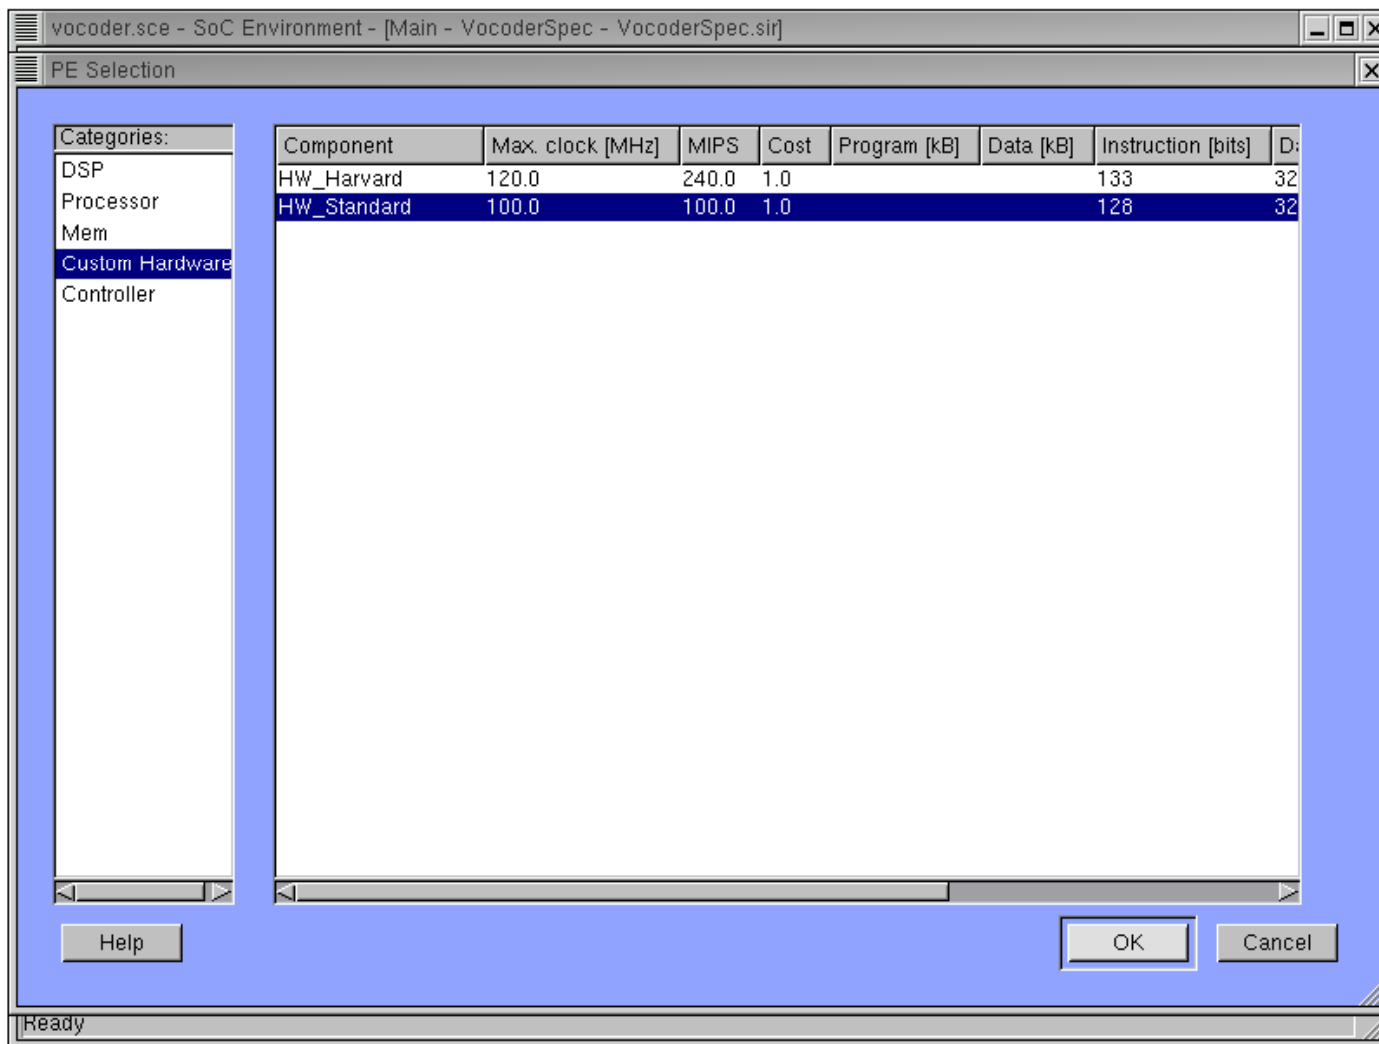 vocoder.sce - SoC Environment - [Main - VocoderSpec - VocoderSpec.sir]
PE Selection
Categories:
DSP
Processor
Mem
Custom Hardware
Controller
Component Max. clock [MHz] MIPS Cost Program [kB] Data [kB] Instruction [bits]
HW_Harvard 120.0 240.0 1.0 133 32
HW_Standard 100.0 100.0 1.0 128 32
Help OK Cancel
Ready